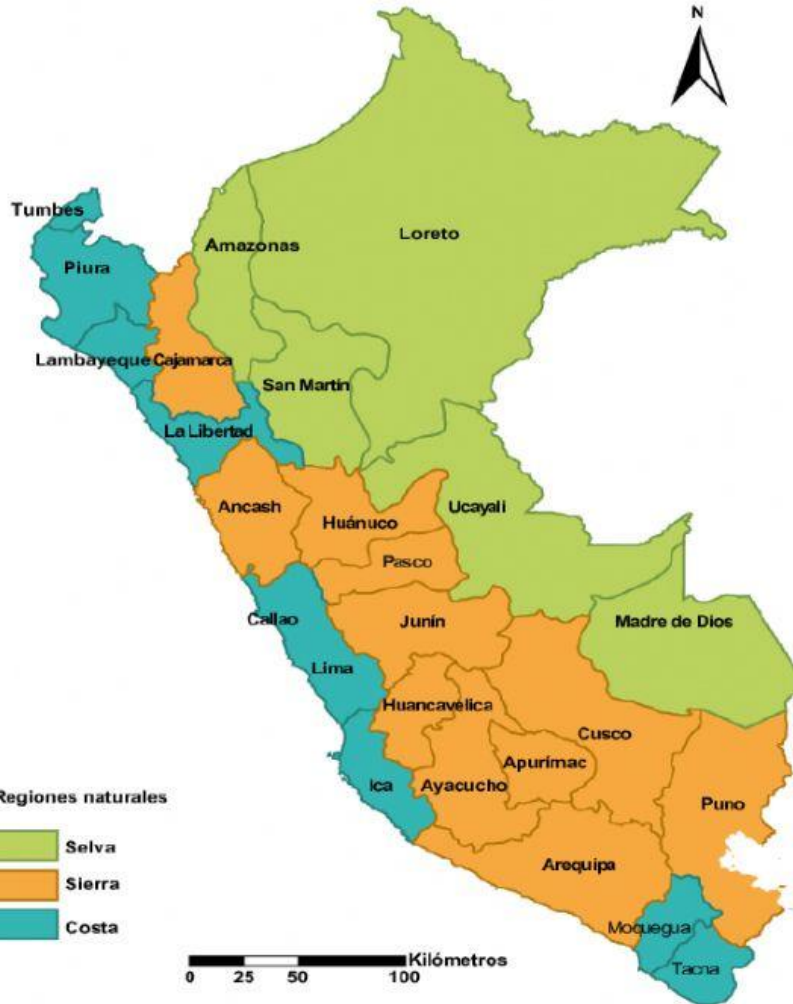 N
Tumbes
Piura
Amazonas
Loreto
Lambayeque
Cajamarca
San Martín
La Libertad
Ancash
Huánuco
Ucayali
Pasco
Callao
Junín
Madre de Dios
Lima
Huancavelica
Cusco
Ica
Ayacucho
Apurímac
Puno
Arequipa
Moquegua
Tacna
Regiones naturales
Selva
Sierra
Costa
Kilómetros
0 25 50 100